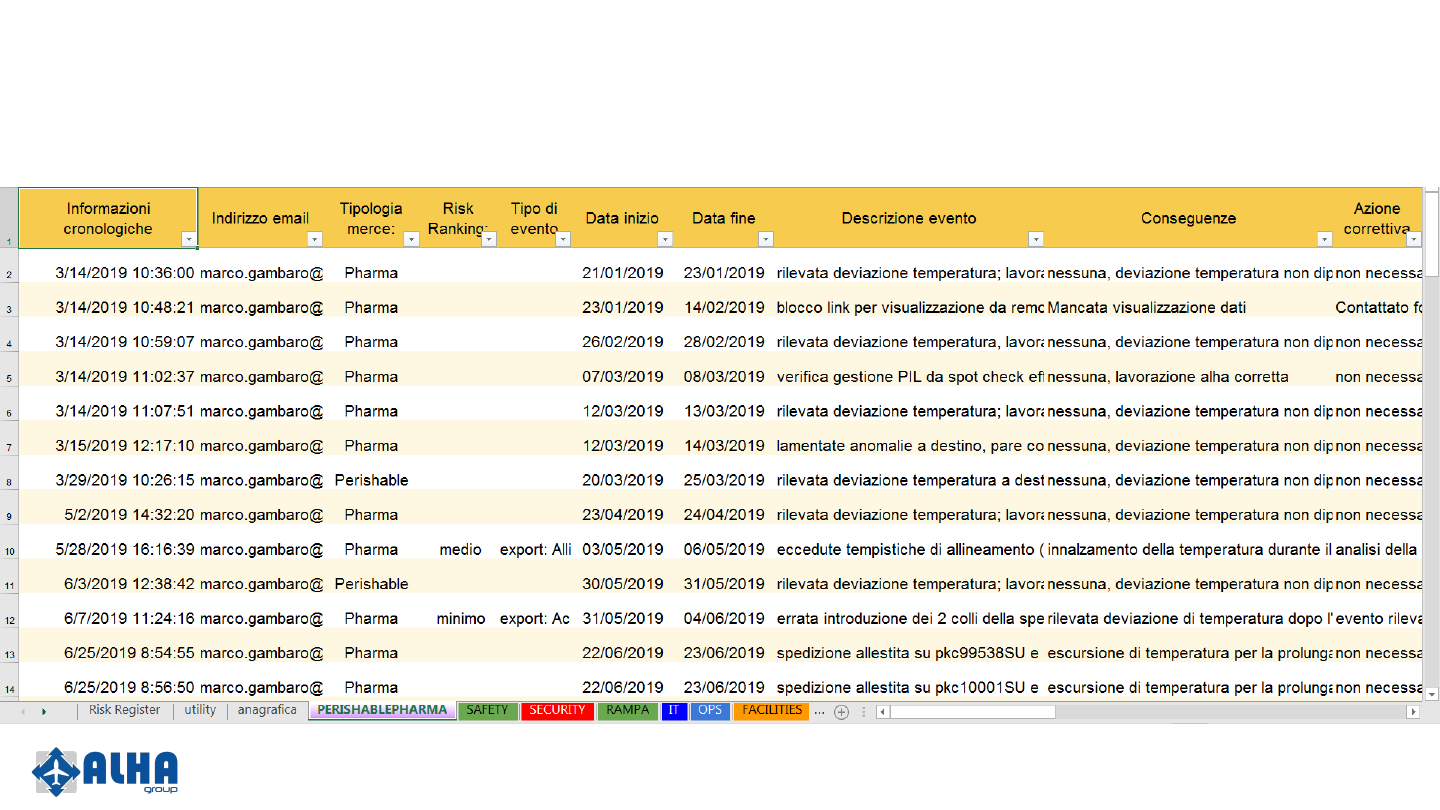 Informazioni cronologiche Indirizzo email Tipologia merce: Risk Ranking: Tipo di evento Data inizio Data fine Descrizione evento Conseguenze Azione correttiva
1
2 3/14/2019 10:36:00 marco.gambaro@ Pharma 21/01/2019 23/01/2019 rilevata deviazione temperatura; lavora nessuna, deviazione temperatura non dip non necessa
3 3/14/2019 10:48:21 marco.gambaro@ Pharma 23/01/2019 14/02/2019 blocco link per visualizzazione da remo Mancata visualizzazione dati Contattato fo
4 3/14/2019 10:59:07 marco.gambaro@ Pharma 26/02/2019 28/02/2019 rilevata deviazione temperatura, lavora nessuna, deviazione temperatura non dip non necessa
5 3/14/2019 11:02:37 marco.gambaro@ Pharma 07/03/2019 08/03/2019 verifica gestione PIL da spot check eff nessuna, lavorazione alha corretta non necessa
6 3/14/2019 11:07:51 marco.gambaro@ Pharma 12/03/2019 13/03/2019 rilevata deviazione temperatura; lavora nessuna, deviazione temperatura non dip non necessa
7 3/15/2019 12:17:10 marco.gambaro@ Pharma 12/03/2019 14/03/2019 lamentate anomalie a destino, pare co nessuna, deviazione temperatura non dip non necessa
8 3/29/2019 10:26:15 marco.gambaro@ Perishable 20/03/2019 25/03/2019 rilevata deviazione temperatura a dest nessuna, deviazione temperatura non dip non necessa
9 5/2/2019 14:32:20 marco.gambaro@ Pharma 23/04/2019 24/04/2019 rilevata deviazione temperatura; lavora nessuna, deviazione temperatura non dip non necessa
10 5/28/2019 16:16:39 marco.gambaro@ Pharma medio export: Alli 03/05/2019 06/05/2019 eccedute tempistiche di allineamento ( innalzamento della temperatura durante il analisi della
11 6/3/2019 12:38:42 marco.gambaro@ Perishable 30/05/2019 31/05/2019 rilevata deviazione temperatura; lavora nessuna, deviazione temperatura non dip non necessa
12 6/7/2019 11:24:16 marco.gambaro@ Pharma minimo export: Ac 31/05/2019 04/06/2019 errata introduzione dei 2 colli della spe rilevata deviazione di temperatura dopo l' evento rileva
13 6/25/2019 8:54:55 marco.gambaro@ Pharma 22/06/2019 23/06/2019 spedizione allestita su pkc99538SU e escursione di temperatura per la prolunga non necessa
14 6/25/2019 8:56:50 marco.gambaro@ Pharma 22/06/2019 23/06/2019 spedizione allestita su pkc10001SU e escursione di temperatura per la prolunga non necessa
Risk Register utility anagrafica PERISHABLEPHARMA SAFETY SECURITY RAMPA IT OPS FACILITIES ...
ALHA
group